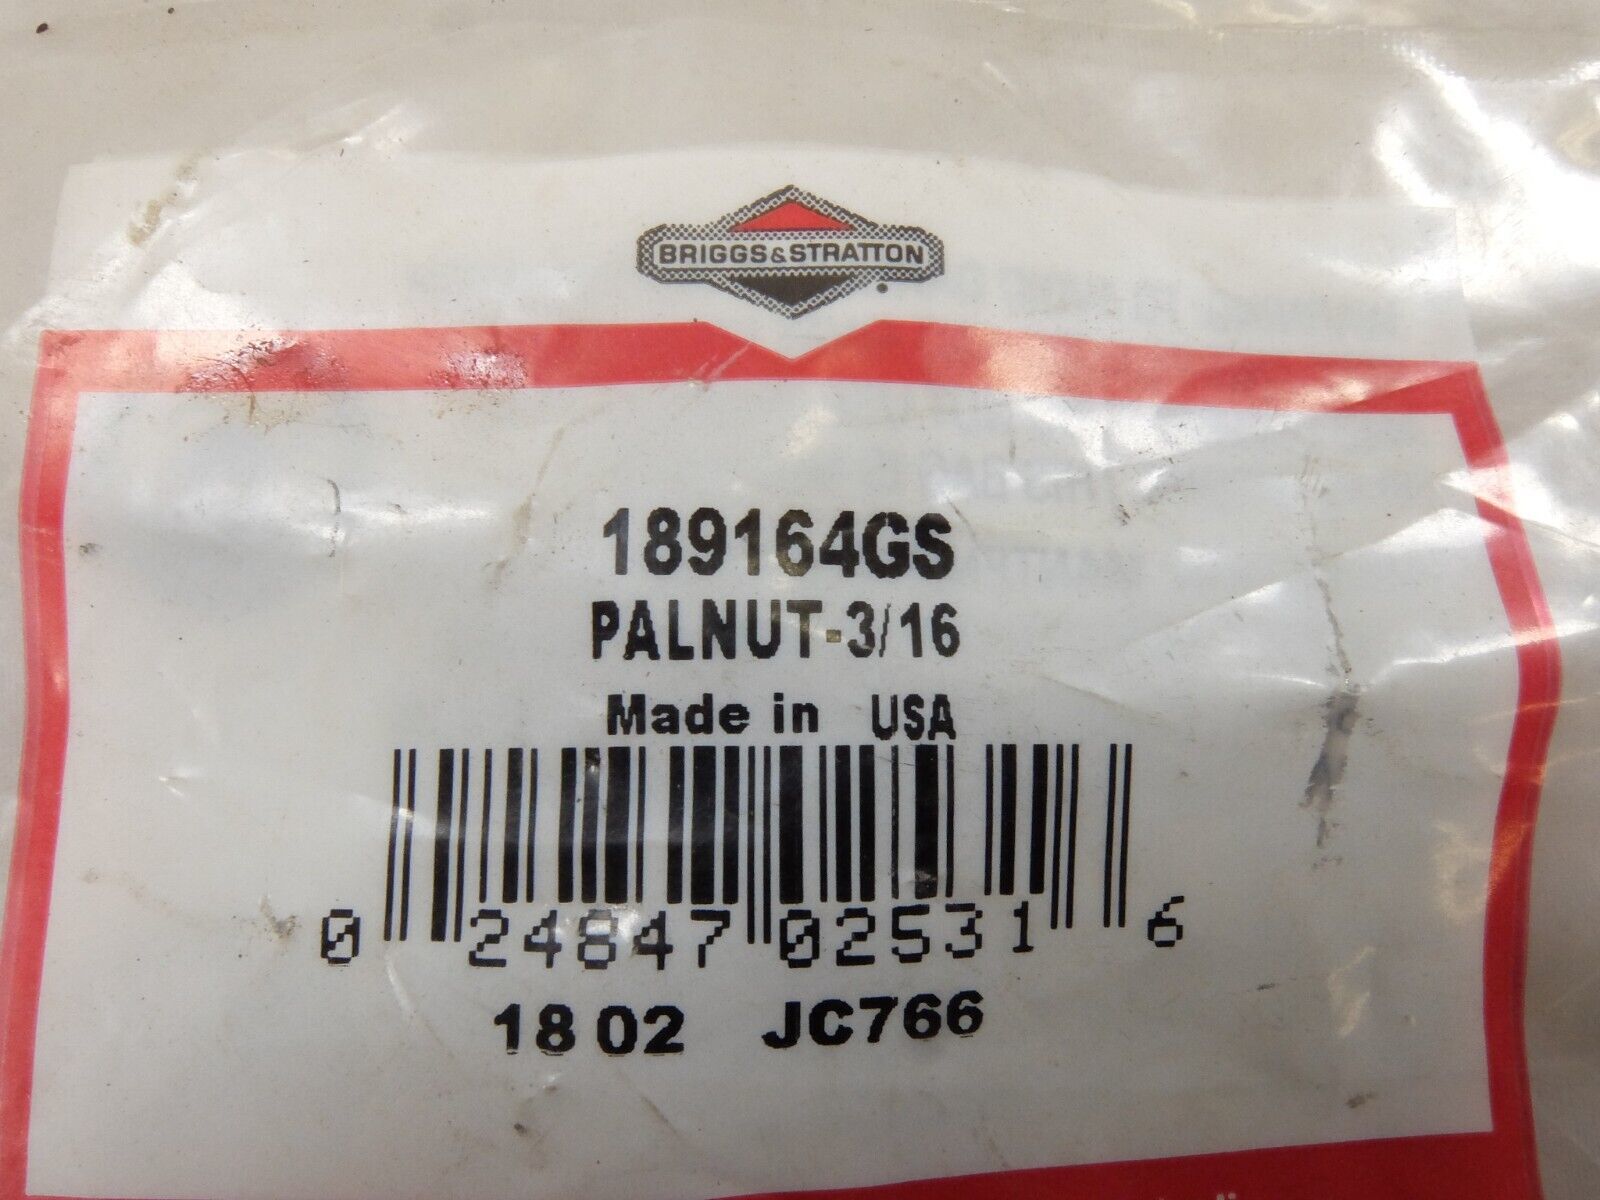 BRIGGS&STRATTON
189164GS
PALNUT-3/16
Made in USA
0 24847 02531 6
18 02 JC766